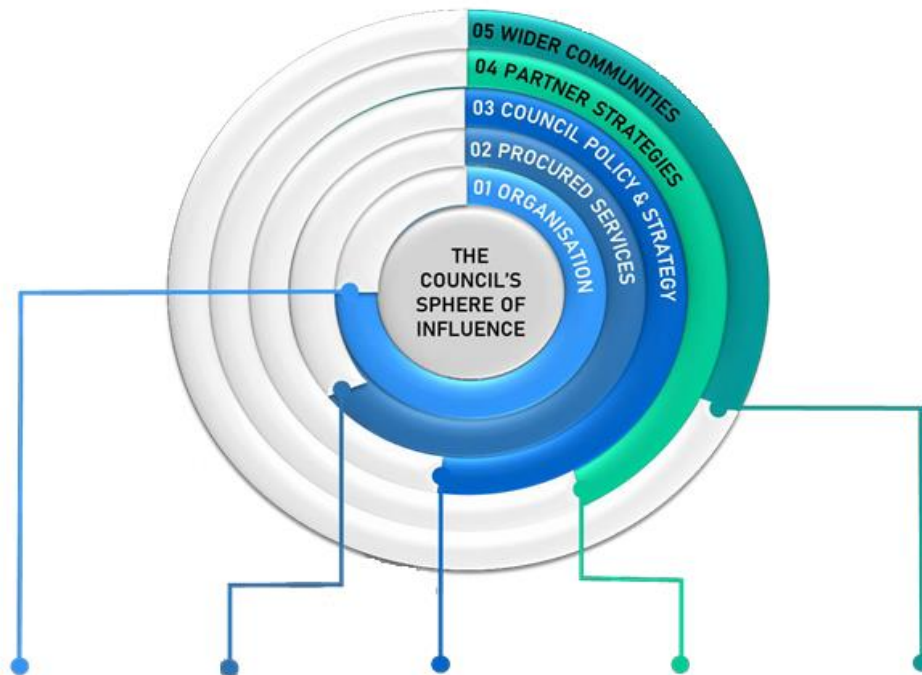 05 WIDER COMMUNITIES
04 PARTNER STRATEGIES
03 COUNCIL POLICY & STRATEGY
02 PROCURED SERVICES
01 ORGANISATION
THE
COUNCIL'S
SPHERE OF
INFLUENCE